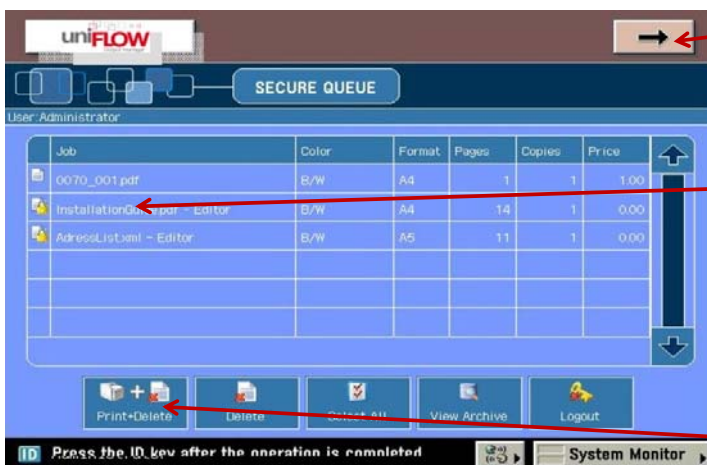 uniFLOW
SECURE QUEUE
User:Administrator
Job Color Format Pages Copies Price
0070_001.pdf B/W A4 1 1 1.00
InstallationGuide.pdf - Editor B/W A4 14 1 0.00
AdressList.xml - Editor B/W A5 11 1 0.00
Print+Delete Delete Select All View Archive Logout
ID Press the ID key after the operation is completed System Monitor